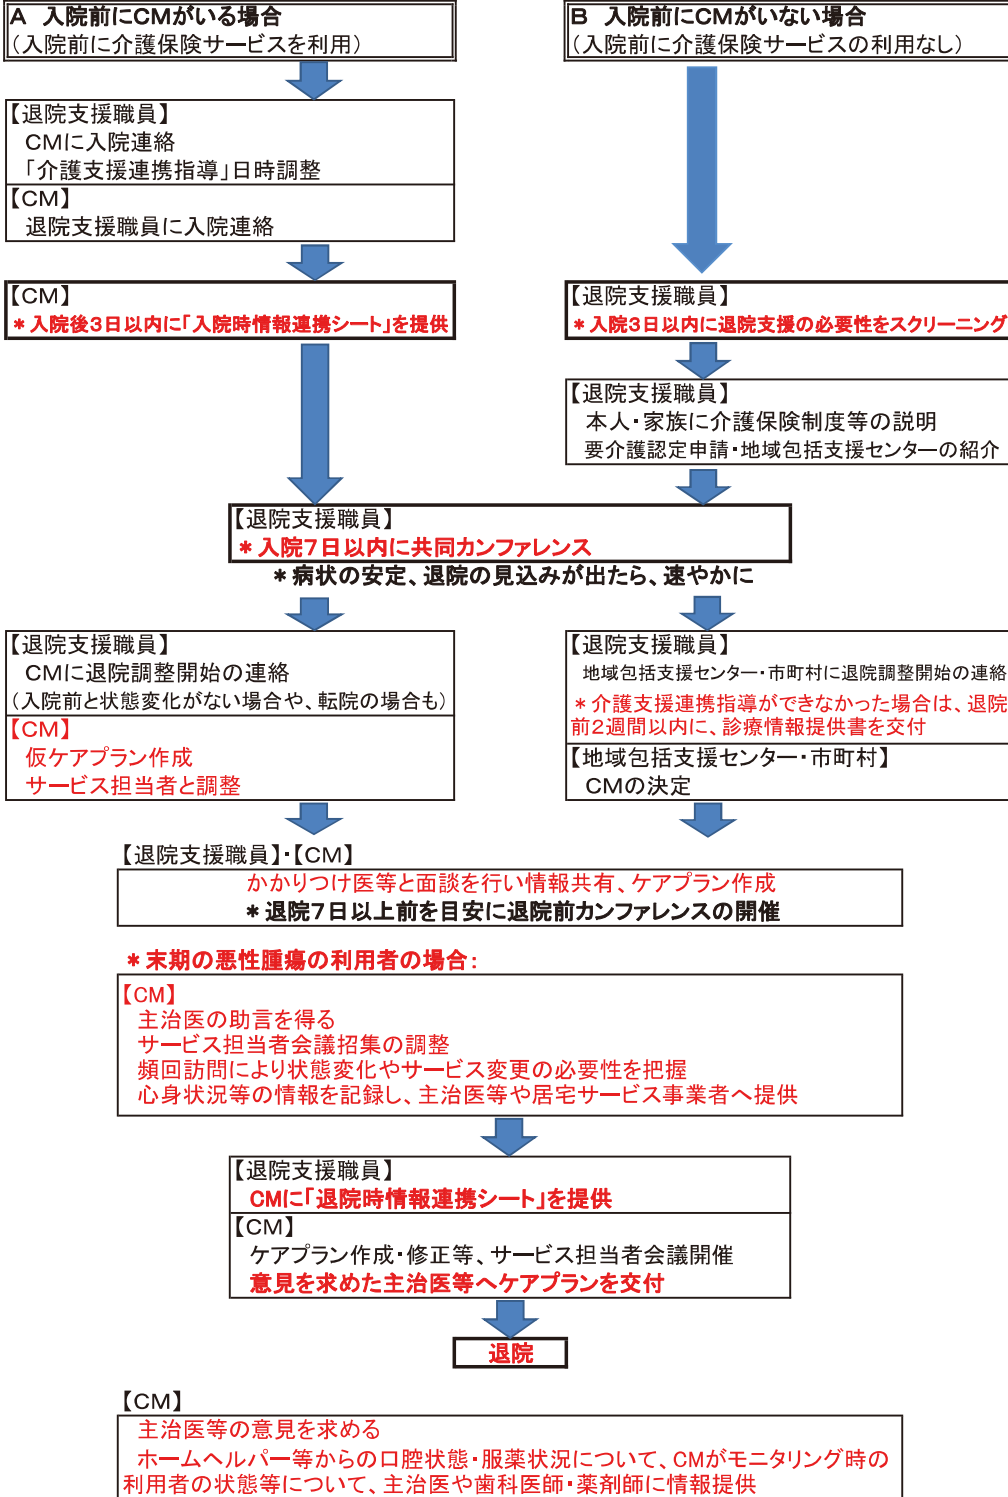 A　入院前にCMがいる場合
（入院前に介護保険サービスを利用）
B　入院前にCMがいない場合
（入院前に介護保険サービスの利用なし）
【退院支援職員】
CMに入院連絡
「介護支援連携指導」日時調整
【CM】
退院支援職員に入院連絡
【CM】
＊入院後3日以内に「入院時情報連携シート」を提供
【退院支援職員】
＊入院3日以内に退院支援の必要性をスクリーニング
【退院支援職員】
本人・家族に介護保険制度等の説明
要介護認定申請・地域包括支援センターの紹介
【退院支援職員】
＊入院7日以内に共同カンファレンス
＊病状の安定、退院の見込みが出たら、速やかに
【退院支援職員】
CMに退院調整開始の連絡
（入院前と状態変化がない場合や、転院の場合も）
【CM】
仮ケアプラン作成
サービス担当者と調整
【退院支援職員】
地域包括支援センター・市町村に退院調整開始の連絡
＊介護支援連携指導ができなかった場合は、退院
前2週間以内に、診療情報提供書を交付
【地域包括支援センター・市町村】
CMの決定
【退院支援職員】・【CM】
かかりつけ医等と面談を行い情報共有、ケアプラン作成
＊退院7日以上前を目安に退院前カンファレンスの開催
＊末期の悪性腫瘍の利用者の場合：
【CM】
主治医の助言を得る
サービス担当者会議招集の調整
頻回訪問により状態変化やサービス変更の必要性を把握
心身状況等の情報を記録し、主治医等や居宅サービス事業者へ提供
【退院支援職員】
CMに「退院時情報連携シート」を提供
【CM】
ケアプラン作成・修正等、サービス担当者会議開催
意見を求めた主治医等へケアプランを交付
退院
【CM】
主治医等の意見を求める
ホームヘルパー等からの口腔状態・服薬状況について、CMがモニタリング時の
利用者の状態等について、主治医や歯科医師・薬剤師に情報提供